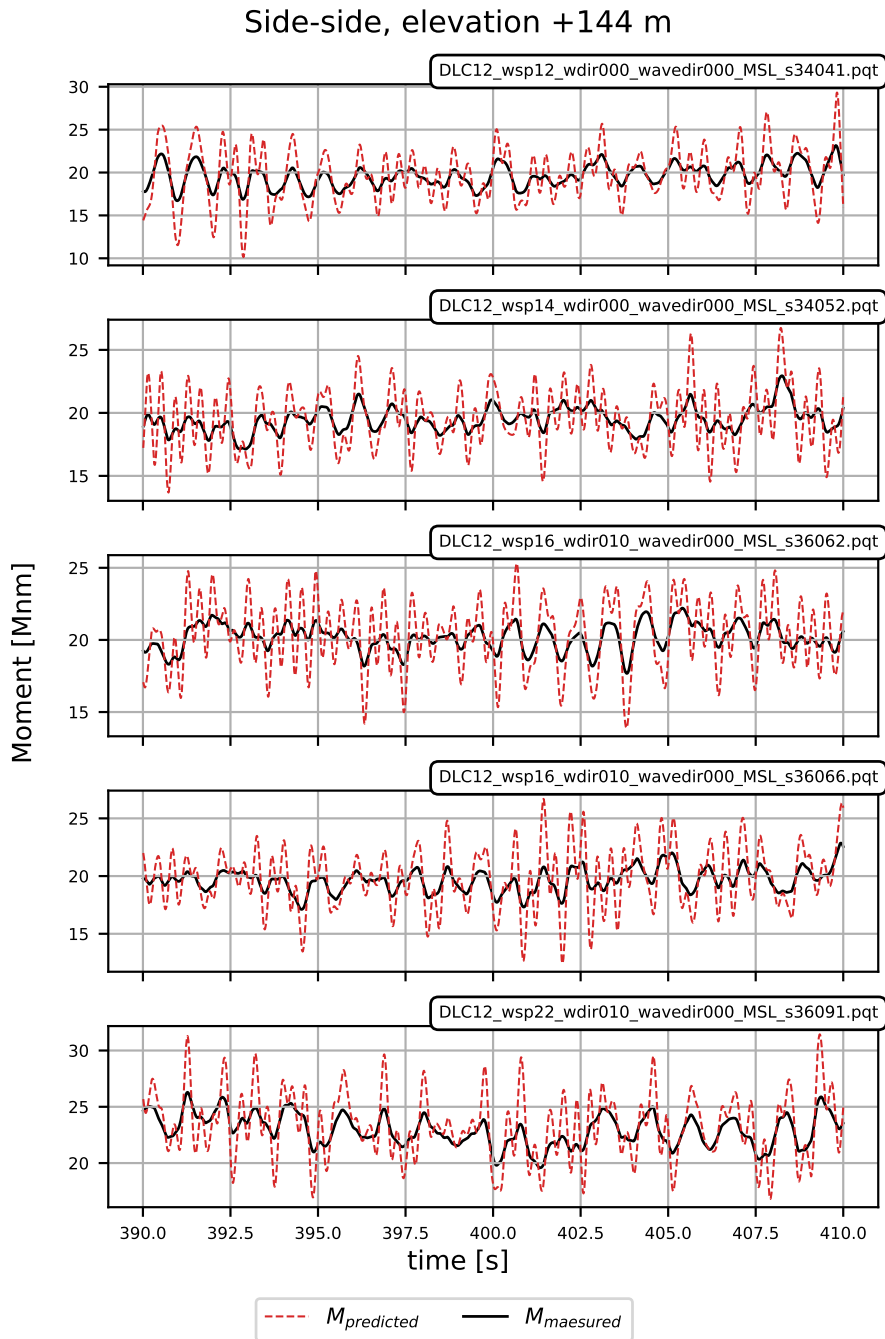 Side-side, elevation +144 m
DLC12_wsp12_wdir000_wavedir000_MSL_s34041.pqt
30
25
20
15
10
DLC12_wsp14_wdir000_wavedir000_MSL_s34052.pqt
25
20
15
DLC12_wsp16_wdir010_wavedir000_MSL_s36062.pqt
25
20
15
Moment [Mnm]
DLC12_wsp16_wdir010_wavedir000_MSL_s36066.pqt
25
20
15
DLC12_wsp22_wdir010_wavedir000_MSL_s36091.pqt
30
25
20
390.0 392.5 395.0 397.5 400.0 402.5 405.0 407.5 410.0
time [s]
M_predicted M_maesured